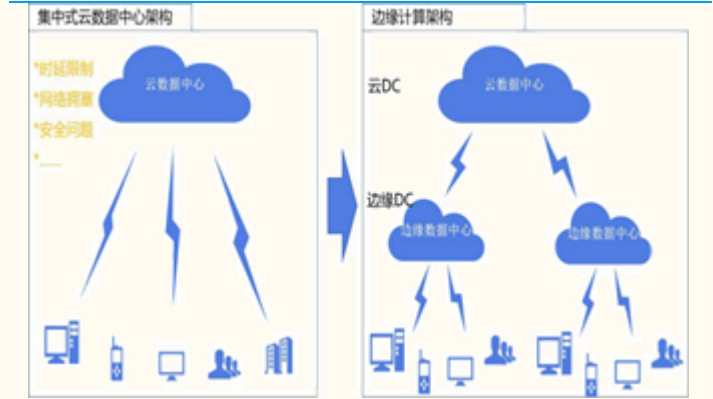 集中式云数据中心架构
*时延限制
*网络拥塞
*安全问题
*......
云数据中心
边缘计算架构
云DC
云数据中心
边缘DC
边缘数据中心
边缘数据中心